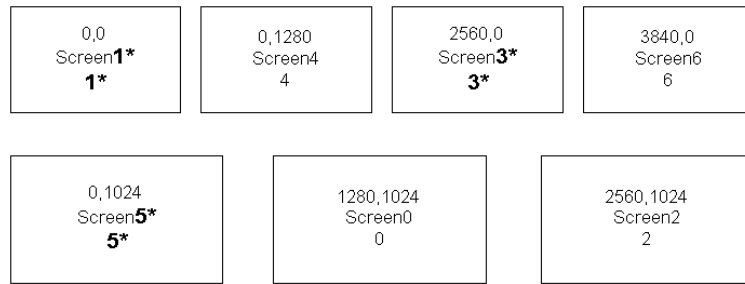 0,0
Screen1*
1*
0,1280
Screen4
4
2560,0
Screen3*
3*
3840,0
Screen6
6
0,1024
Screen5*
5*
1280,1024
Screen0
0
2560,1024
Screen2
2